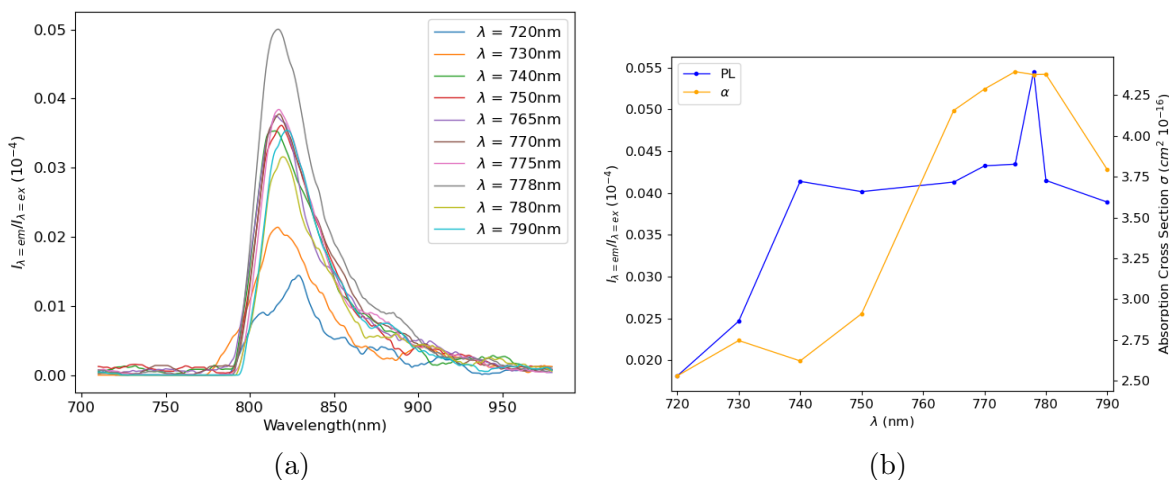 0.05
0.04
0.03
0.02
0.01
0.00
I_{λ=em}/I_{λ=ex} (10⁻⁴)
700 750 800 850 900 950
Wavelength(nm)
λ = 720nm
λ = 730nm
λ = 740nm
λ = 750nm
λ = 765nm
λ = 770nm
λ = 775nm
λ = 778nm
λ = 780nm
λ = 790nm
(a)
0.055
0.050
0.045
0.040
0.035
0.030
0.025
0.020
I_{λ=em}/I_{λ=ex} (10⁻⁴)
PL
α
720 730 740 750 760 770 780 790
λ (nm)
4.25
4.00
3.75
3.50
3.25
3.00
2.75
2.50
Absorption Cross Section σ (cm² 10⁻¹⁶)
(b)